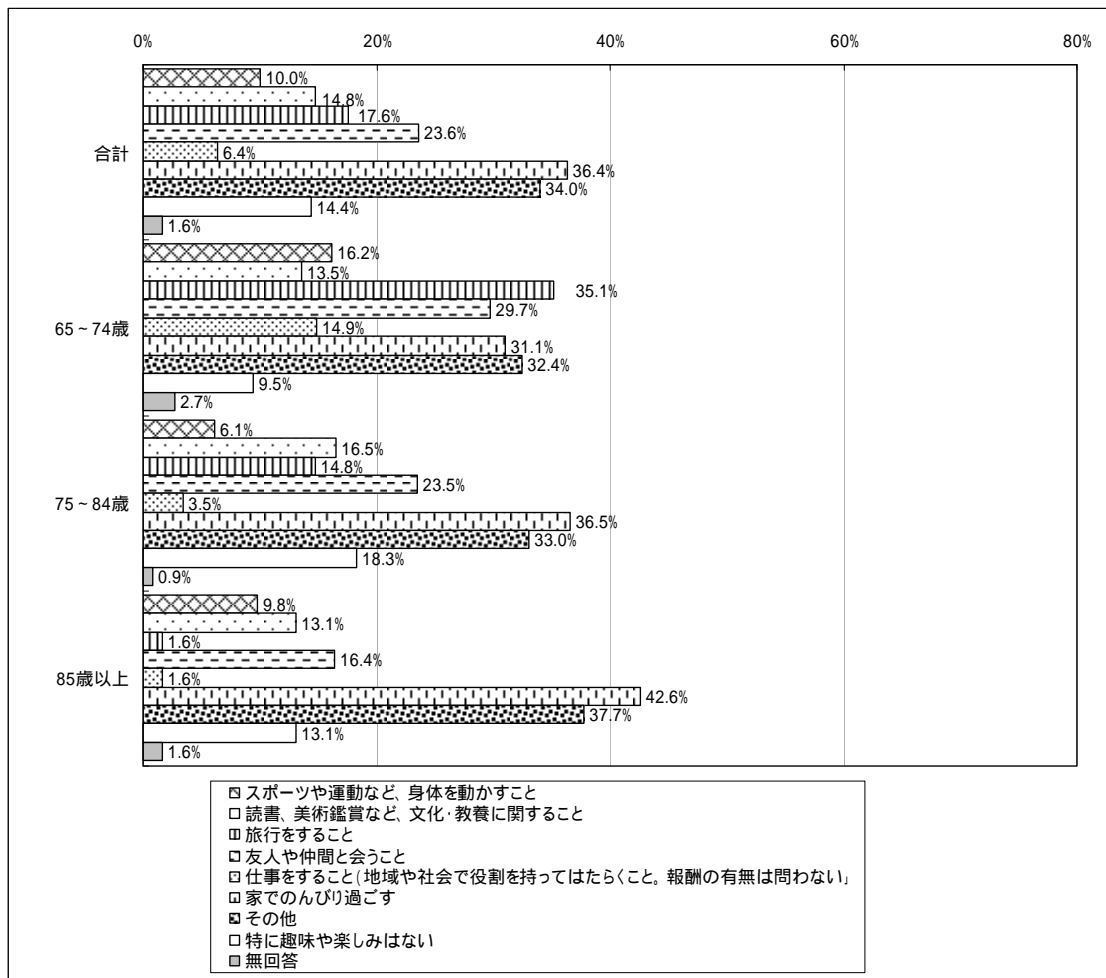 0% 20% 40% 60% 80%
合計
10.0%
14.8%
17.6%
23.6%
6.4%
36.4%
34.0%
14.4%
1.6%
65~74歳
16.2%
13.5%
35.1%
29.7%
14.9%
31.1%
32.4%
9.5%
2.7%
75~84歳
6.1%
16.5%
14.8%
23.5%
3.5%
36.5%
33.0%
18.3%
0.9%
85歳以上
9.8%
13.1%
1.6%
16.4%
1.6%
42.6%
37.7%
13.1%
1.6%
スポーツや運動など、身体を動かすこと
読書、美術鑑賞など、文化・教養に関すること
旅行をすること
友人や仲間と会うこと
仕事をすること(地域や社会で役割を持ってはたらくこと。報酬の有無は問わない」
家でのんびり過ごす
その他
特に趣味や楽しみはない
無回答